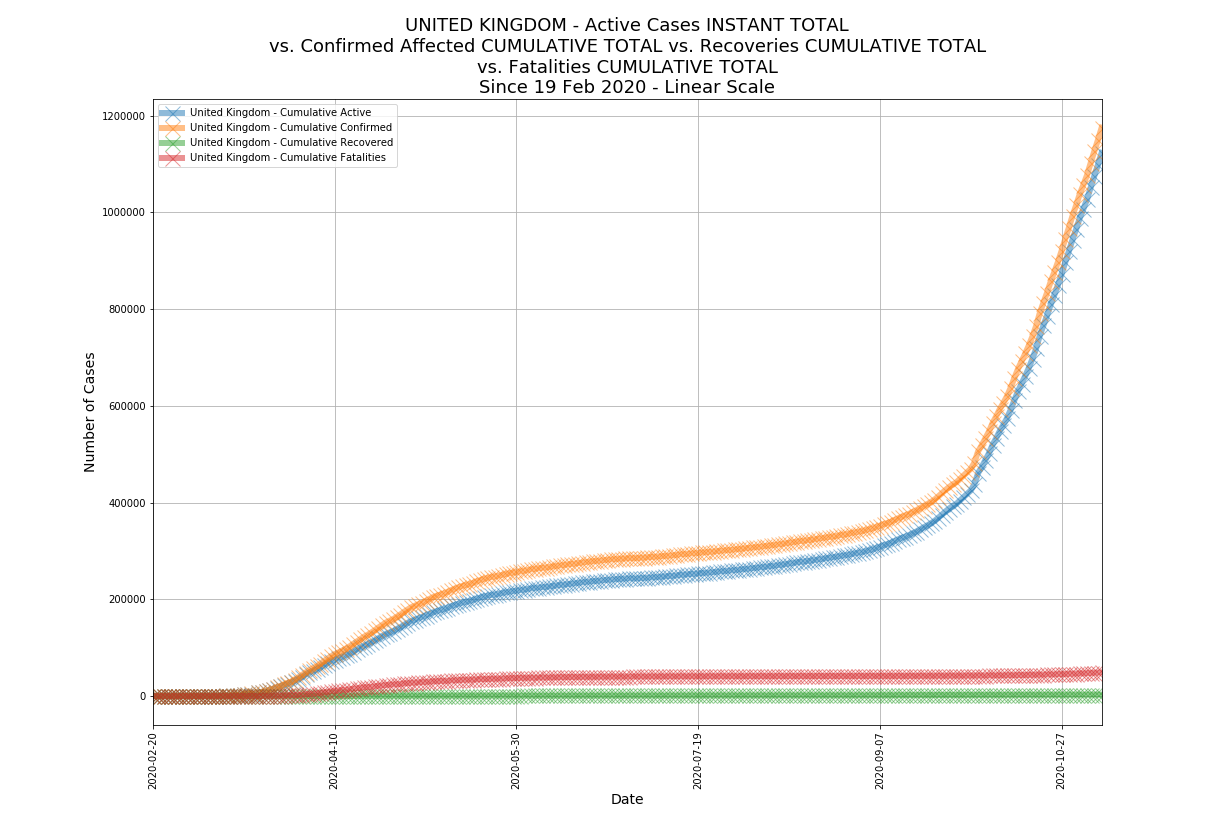 UNITED KINGDOM - Active Cases INSTANT TOTAL
vs. Confirmed Affected CUMULATIVE TOTAL vs. Recoveries CUMULATIVE TOTAL
vs. Fatalities CUMULATIVE TOTAL
Since 19 Feb 2020 - Linear Scale
United Kingdom - Cumulative Active
United Kingdom - Cumulative Confirmed
United Kingdom - Cumulative Recovered
United Kingdom - Cumulative Fatalities
1200000
1000000
800000
600000
400000
200000
0
Number of Cases
2020-02-20
2020-04-10
2020-05-30
2020-07-19
2020-09-07
2020-10-27
Date